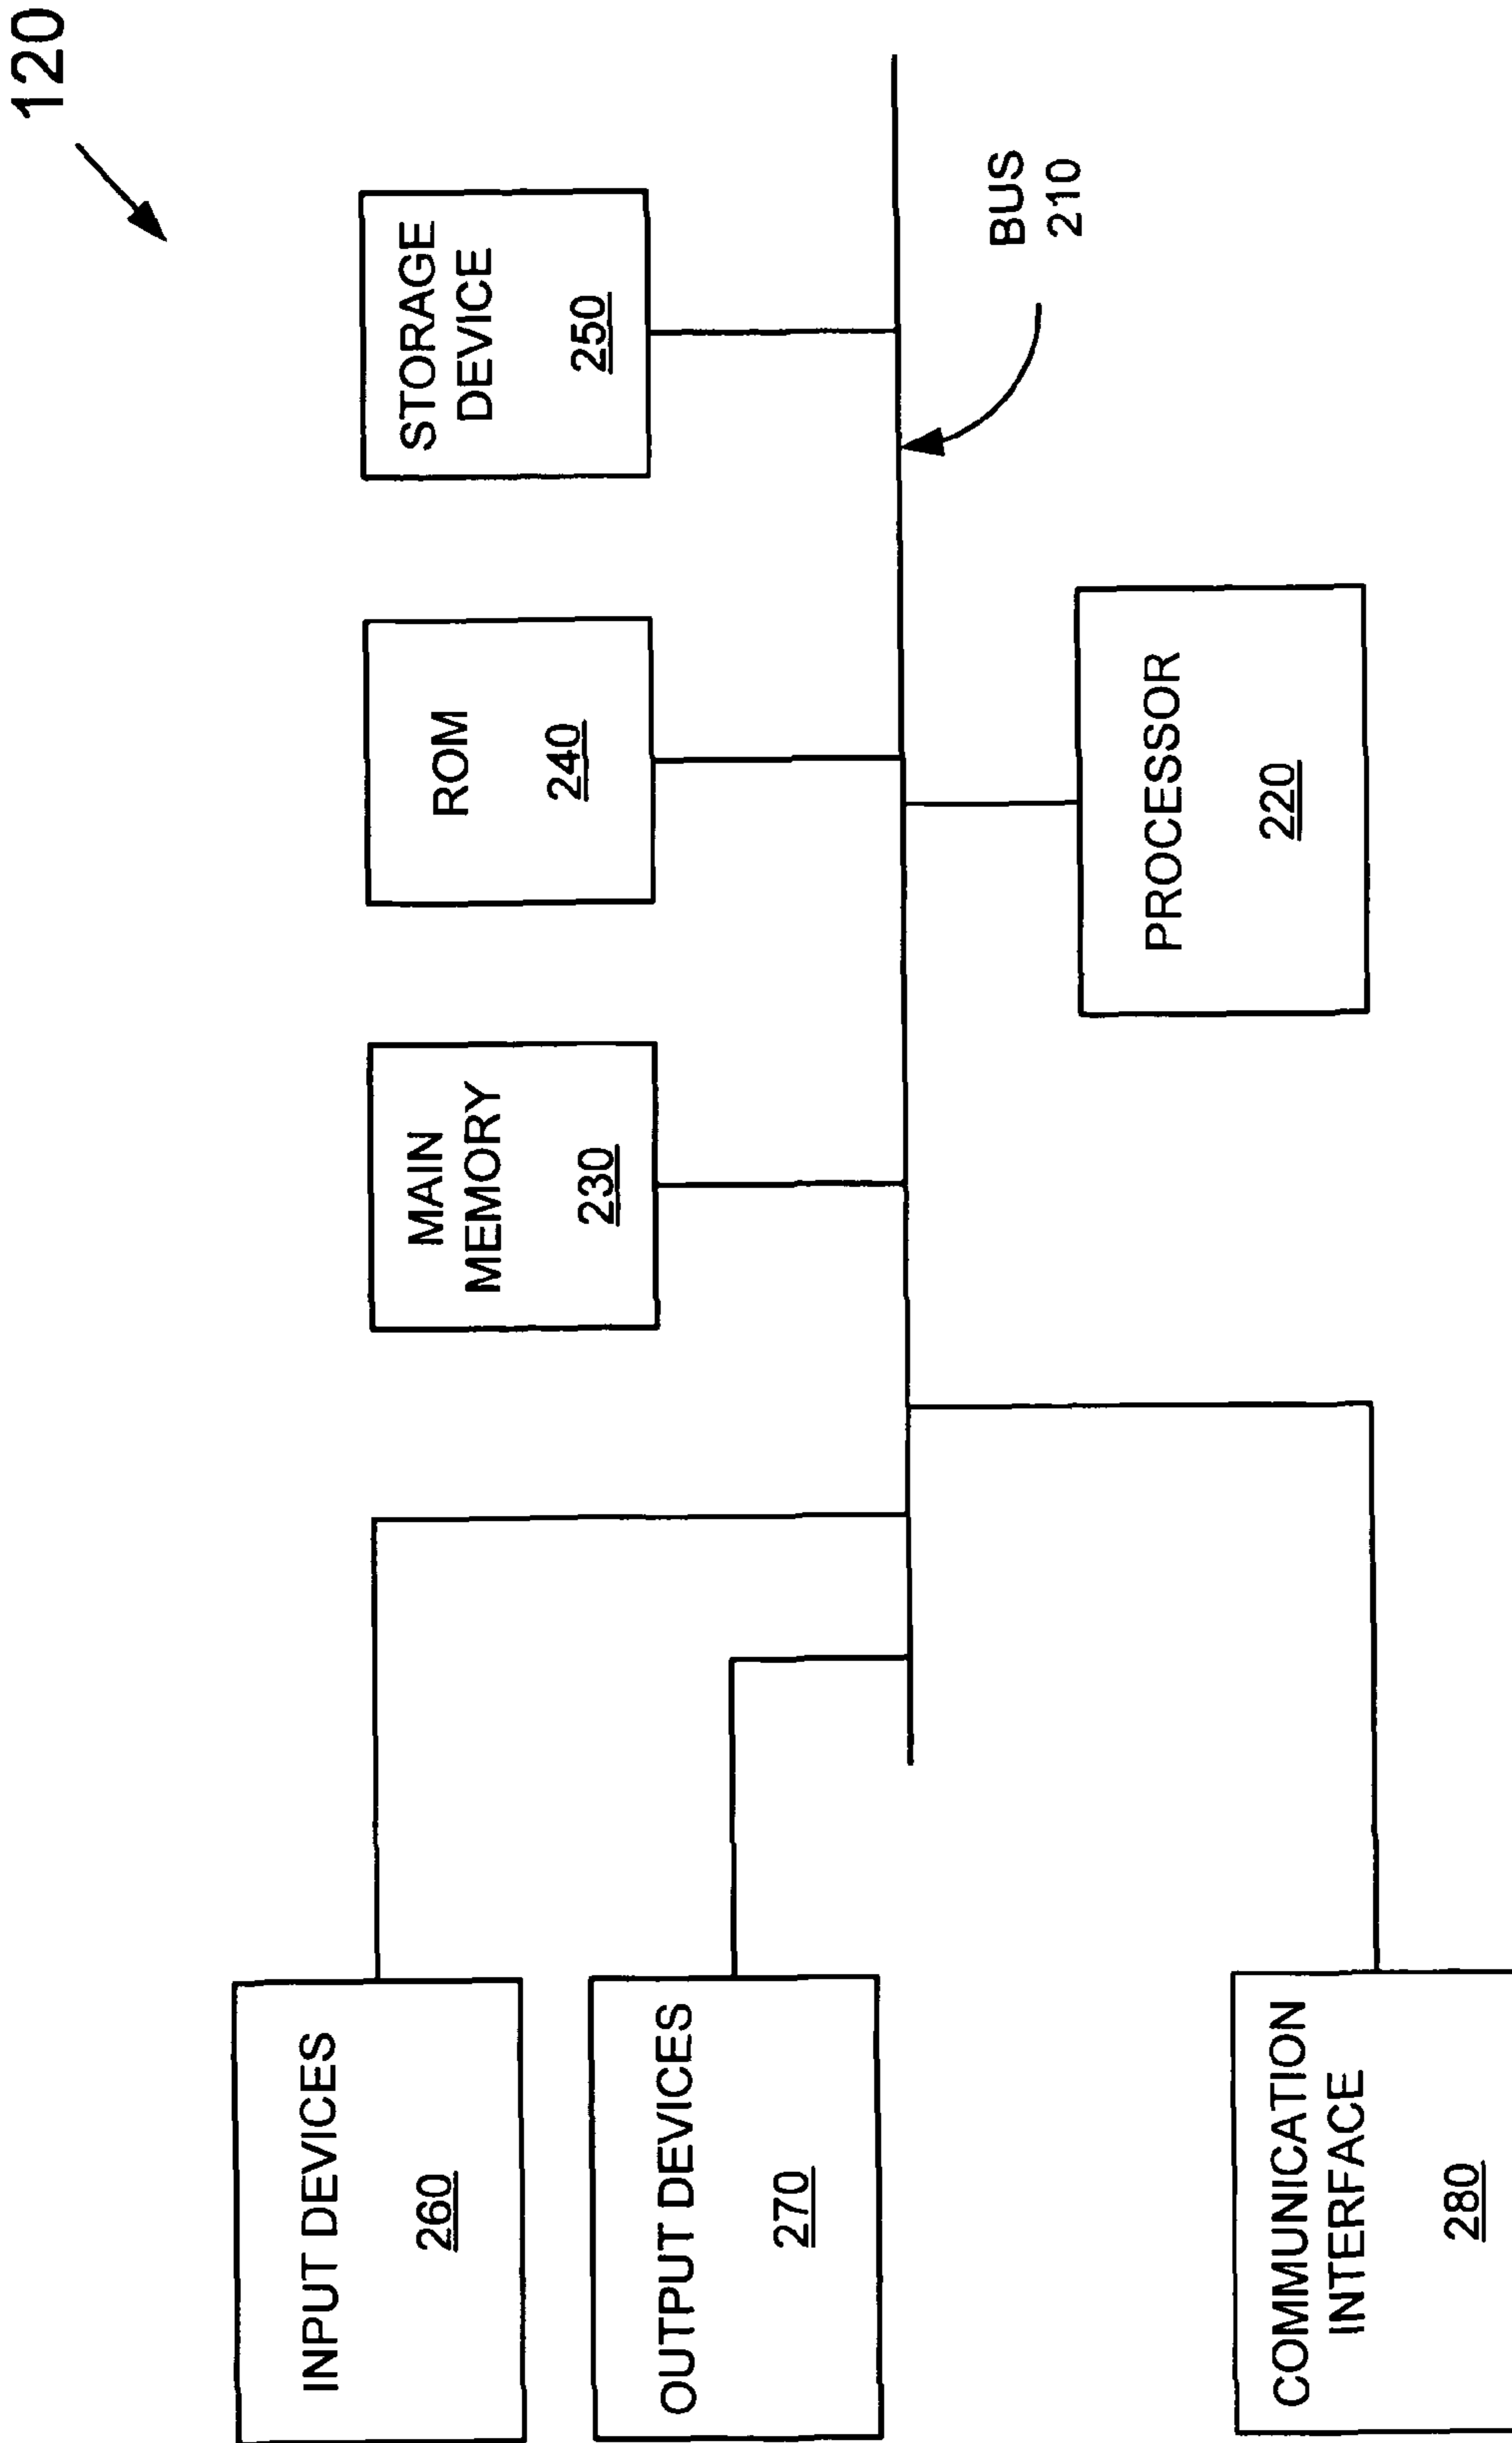 120
STORAGE
DEVICE
250
ROM
240
MAIN
MEMORY
230
BUS
210
PROCESSOR
220
INPUT DEVICES
260
OUTPUT DEVICES
270
COMMUNICATION
INTERFACE
280